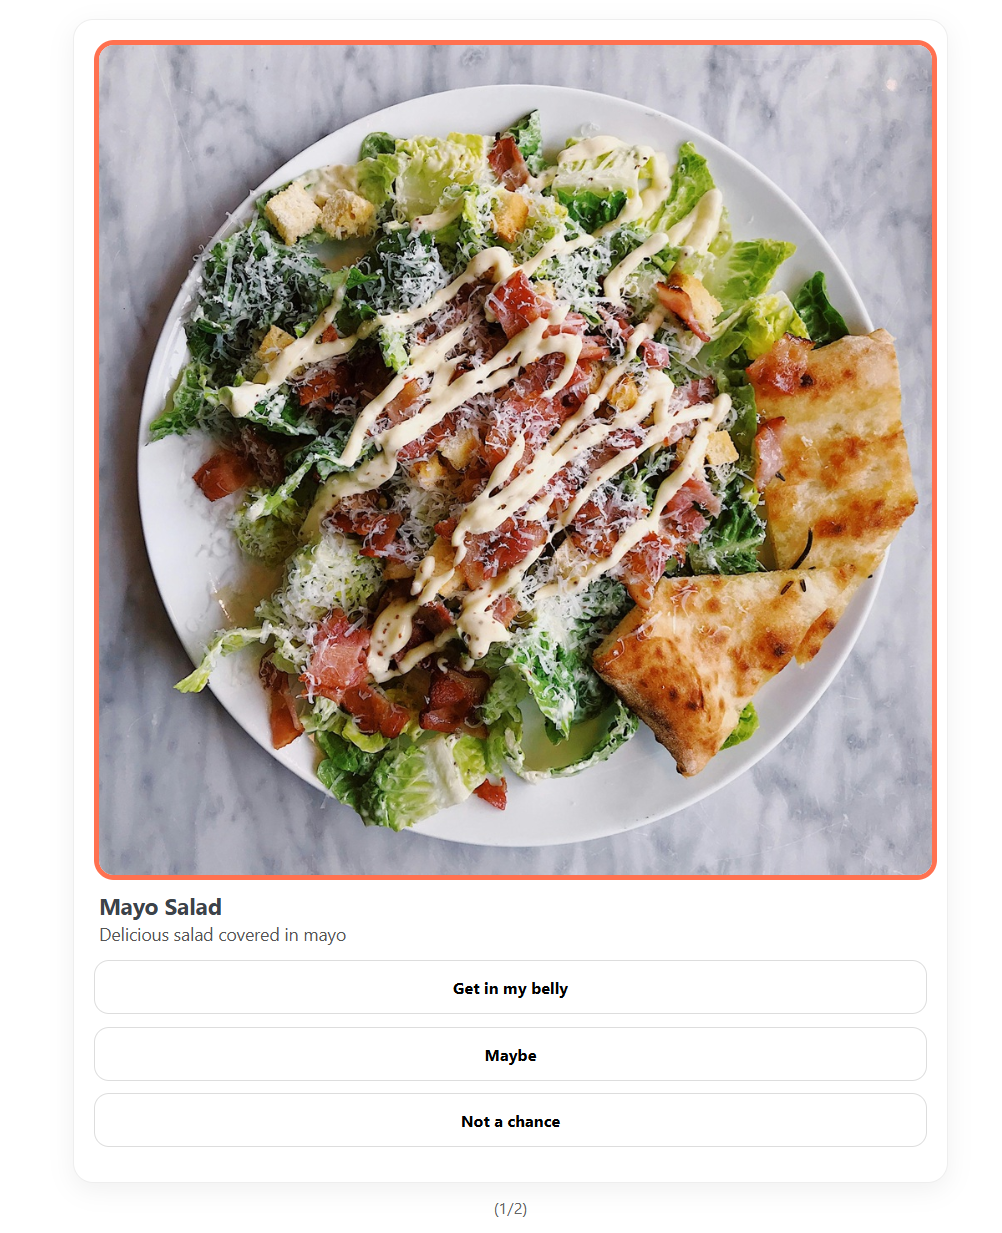 Mayo Salad
Delicious salad covered in mayo
Get in my belly
Maybe
Not a chance
(1/2)